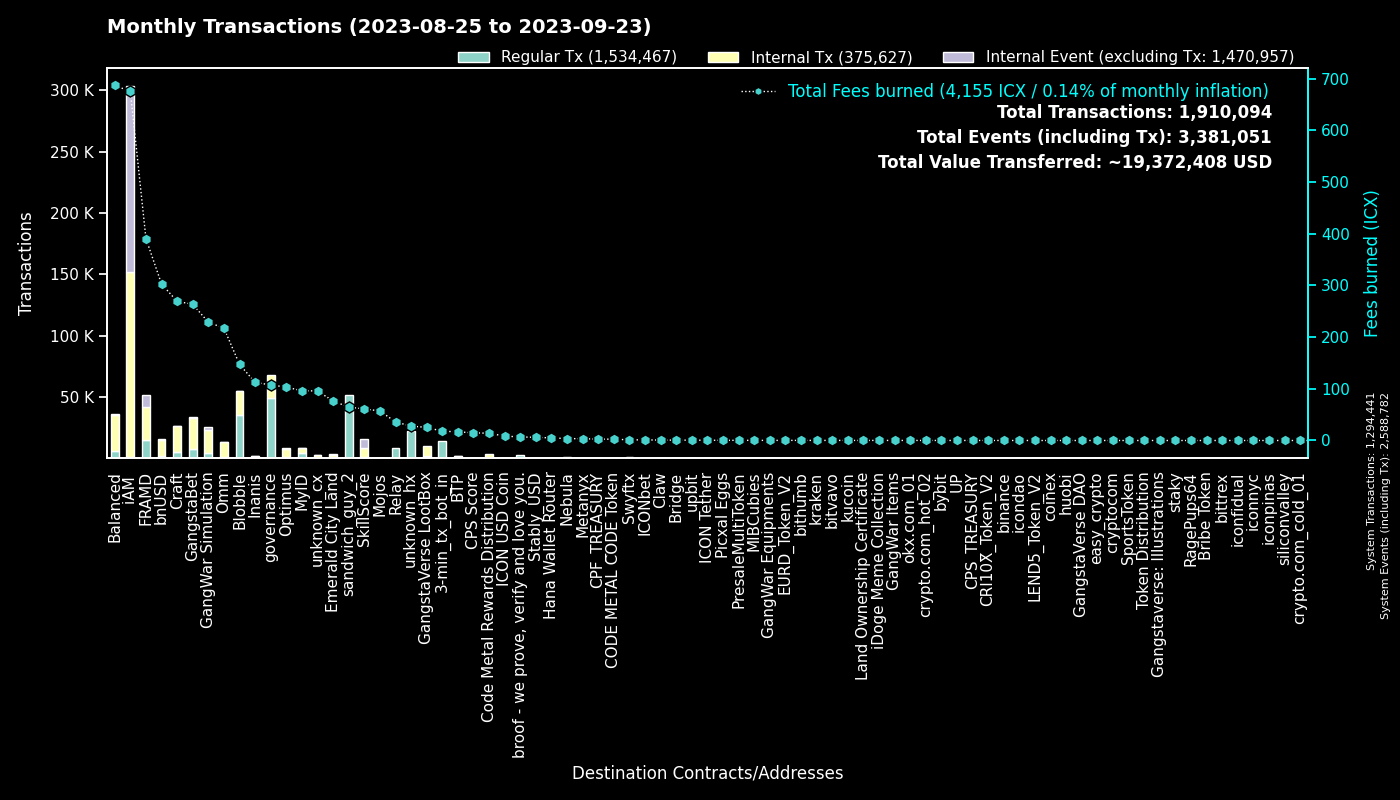 Monthly Transactions (2023-08-25 to 2023-09-23)
Regular Tx (1,534,467)
Internal Tx (375,627)
Internal Event (excluding Tx: 1,470,957)
Total Fees burned (4,155 ICX / 0.14% of monthly inflation)
Total Transactions: 1,910,094
Total Events (including Tx): 3,381,051
Total Value Transferred: ~19,372,408 USD
Transactions
300 K
250 K
200 K
150 K
100 K
50 K
700
600
500
400
300
200
100
0
Fees burned (ICX)
System Transactions: 1,294,441
System Events (including Tx): 2,588,782
Balanced
iAM
FRAMD
bnUSD
Craft
GangstaBet
GangWar Simulation
Omm
Blobble
Inanis
governance
Optimus
MyID
unknown_cx
Emerald City Land
sandwich_guy_2
SkillScore
Mojos
Relay
unknown_hx
GangstaVerse LootBox
3-min_tx_bot_in
BTP
CPS Score
Code Metal Rewards Distribution
ICON USD Coin
broof - we prove, verify and love you.
Stably_USD
Hana Wallet Router
Nebula
Metanyx
CPF_TREASURY
CODE METAL CODE Token
Swyftx
ICONbet
Claw
Bridge
upbit
ICON Tether
Picxal Eggs
PresaleMultiToken
MIBCubies
GangWar Equipments
EURD_Token_V2
bithumb
kraken
bitvavo
kucoin
Land Ownership Certificate
iDoge Meme Collection
GangWar Items
okx.com_01
crypto.com_hot_02
bybit
UP
CPS_TREASURY
CRI10X_Token_V2
binance
icondao
LEND5_Token_V2
coinex
huobi
GangstaVerse DAO
easy_crypto
cryptocom
SportsToken
Token Distribution
Gangstaverse: Illustrations
staky
RagePups64
Bribe Token
bittrex
iconfidual
iconnyc
iconpinas
siliconvalley
crypto.com_cold_01
Destination Contracts/Addresses